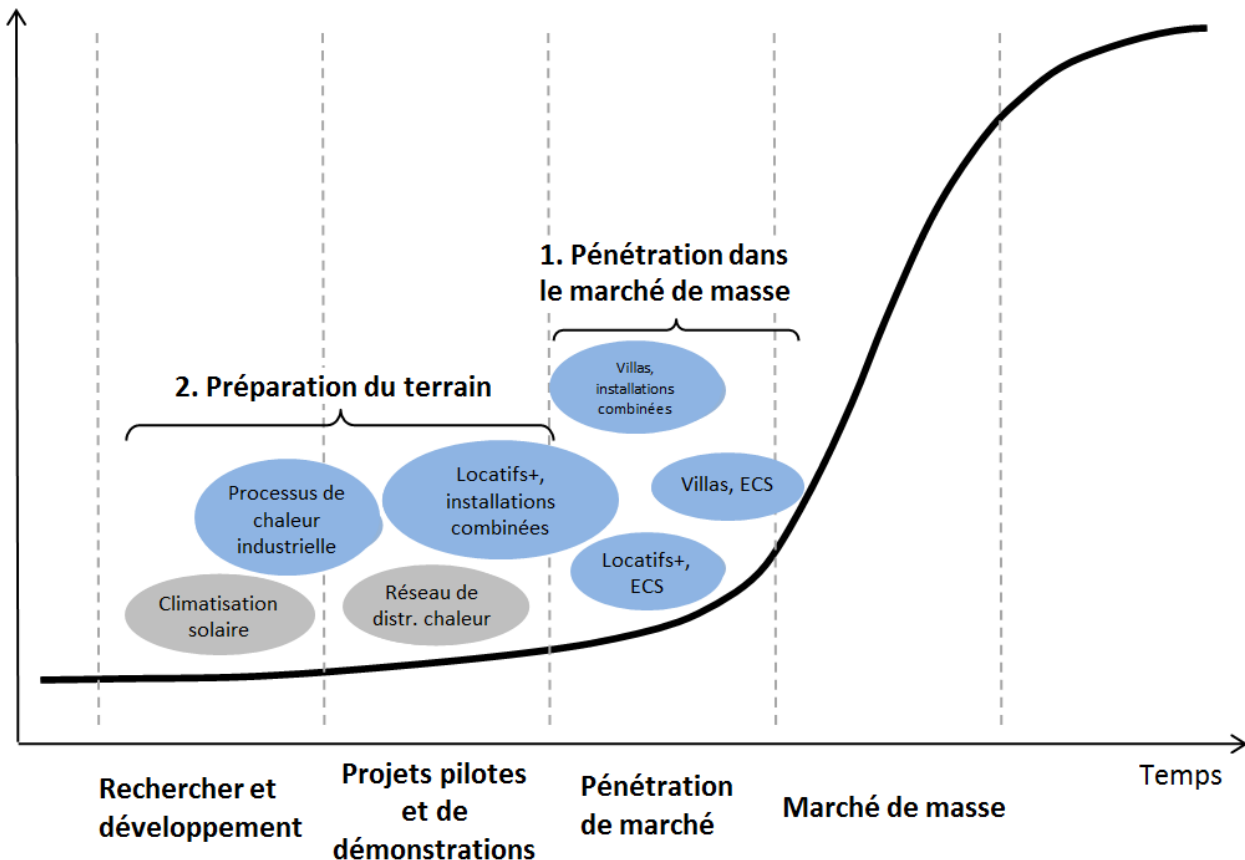 1. Pénétration dans
le marché de masse
2. Préparation du terrain
Villas,
installations
combinées
Locatifs+,
installations
combinées
Villas, ECS
Processus de
chaleur
industrielle
Locatifs+,
ECS
Climatisation
solaire
Réseau de
distr. chaleur
Rechercher et
développement
Projets pilotes
et de
démonstrations
Pénétration
de marché
Marché de masse
Temps